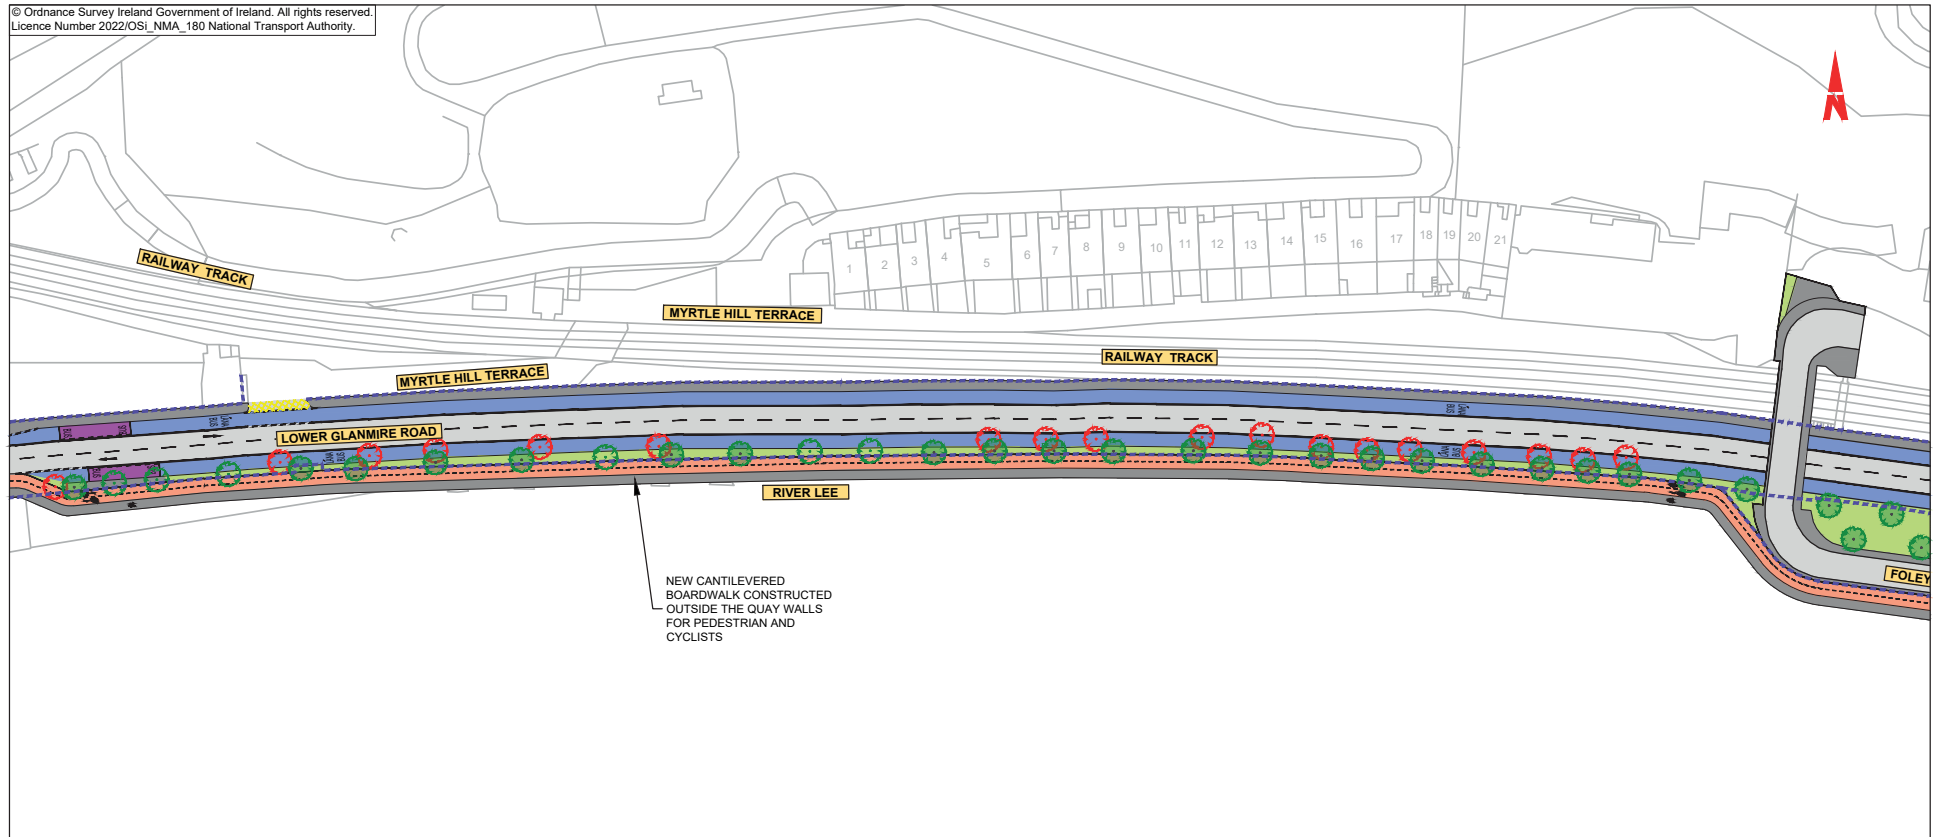 © Ordnance Survey Ireland Government of Ireland. All rights reserved.
Licence Number 2022/OSi_NMA_180 National Transport Authority.
N
RAILWAY TRACK
1
2
3
4
5
6
7
8
9
10
11
12
13
14
15
16
17
18
19
20
21
MYRTLE HILL TERRACE
RAILWAY TRACK
MYRTLE HILL TERRACE
LOWER GLANMIRE ROAD
RIVER LEE
FOLEY
NEW CANTILEVERED
BOARDWALK CONSTRUCTED
OUTSIDE THE QUAY WALLS
FOR PEDESTRIAN AND
CYCLISTS